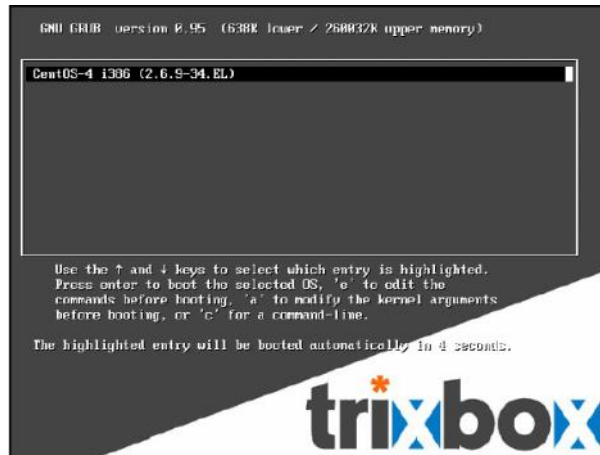 GNU GRUB version 0.95 (638K lower / 260032K upper memory)
CentOS-4 i386 (2.6.9-34.EL)
Use the ↑ and ↓ keys to select which entry is highlighted.
Press enter to boot the selected OS, 'e' to edit the
commands before booting, 'a' to modify the kernel arguments
before booting, or 'c' for a command-line.
The highlighted entry will be booted automatically in 4 seconds.
trixbox